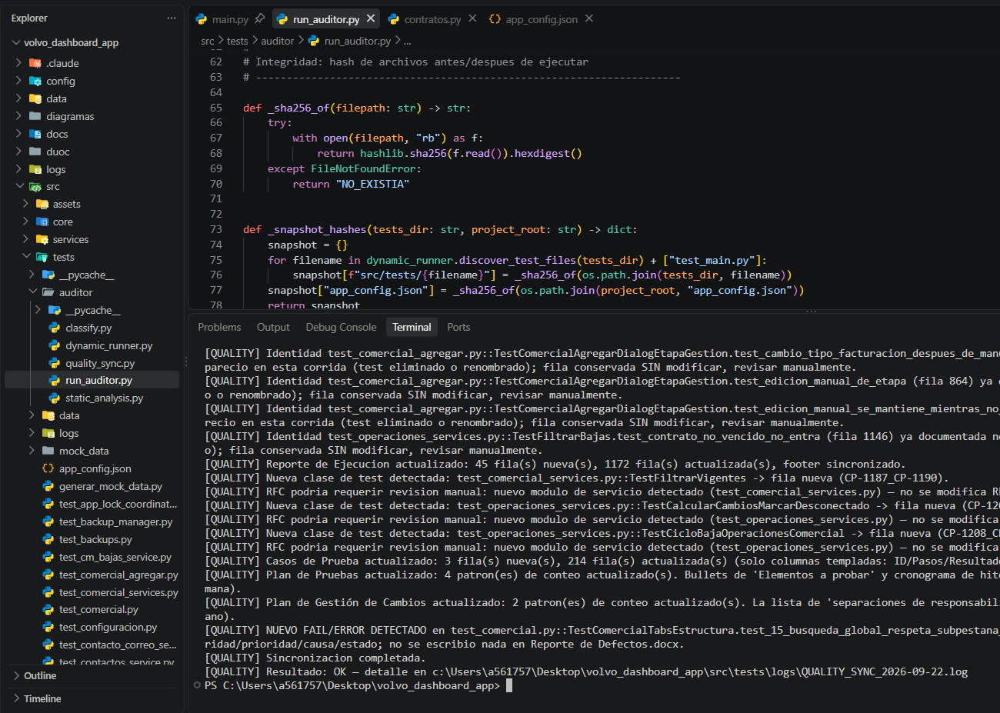 Explorer
···
volvo_dashboard_app
.claude
config
data
diagramas
docs
duoc
logs
src
assets
core
services
tests
__pycache__
auditor
__pycache__
classify.py
dynamic_runner.py
quality_sync.py
run_auditor.py
static_analysis.py
data
logs
mock_data
app_config.json
generar_mock_data.py
test_app_lock_coordinat...
test_backup_manager.py
test_backups.py
test_cm_bajas_service.py
test_comercial_agregar.py
test_comercial_services.py
test_comercial.py
test_configuracion.py
test_contacto_correo_se...
test_contactos_service.py
Outline
Timeline
main.py
run_auditor.py
contratos.py
app_config.json
src > tests > auditor > run_auditor.py > ...
62 # Integridad: hash de archivos antes/despues de ejecutar
63 # ---------------------------------------------------------------------
64
65 def _sha256_of(filepath: str) -> str:
66 try:
67 with open(filepath, "rb") as f:
68 return hashlib.sha256(f.read()).hexdigest()
69 except FileNotFoundError:
70 return "NO_EXISTIA"
71
72
73 def _snapshot_hashes(tests_dir: str, project_root: str) -> dict:
74 snapshot = {}
75 for filename in dynamic_runner.discover_test_files(tests_dir) + ["test_main.py"]:
76 snapshot[f"src/tests/{filename}"] = _sha256_of(os.path.join(tests_dir, filename))
77 snapshot["app_config.json"] = _sha256_of(os.path.join(project_root, "app_config.json"))
78 return snapshot
Problems
Output
Debug Console
Terminal
Ports
[QUALITY] Identidad test_comercial_agregar.py::TestComercialAgregarDialogEtapaGestion.test_cambio_tipo_facturacion_despues_de_manu
parecio en esta corrida (test eliminado o renombrado); fila conservada SIN modificar, revisar manualmente.
[QUALITY] Identidad test_comercial_agregar.py::TestComercialAgregarDialogEtapaGestion.test_edicion_manual_de_etapa (fila 864) ya
o o renombrado); fila conservada SIN modificar, revisar manualmente.
[QUALITY] Identidad test_comercial_agregar.py::TestComercialAgregarDialogEtapaGestion.test_edicion_manual_se_mantiene_mientras_no_
recio en esta corrida (test eliminado o renombrado); fila conservada SIN modificar, revisar manualmente.
[QUALITY] Identidad test_operaciones_services.py::TestFiltrarBajas.test_contrato_no_vencido_no_entra (fila 1146) ya documentada no
o); fila conservada SIN modificar, revisar manualmente.
[QUALITY] Reporte de Ejecucion actualizado: 45 fila(s) nueva(s), 1172 fila(s) actualizada(s), footer sincronizado.
[QUALITY] Nueva clase de test detectada: test_comercial_services.py::TestFiltrarVigentes -> fila nueva (CP-1187_CP-1190).
[QUALITY] RFC podria requerir revision manual: nuevo modulo de servicio detectado (test_comercial_services.py) — no se modifica RF
[QUALITY] Nueva clase de test detectada: test_operaciones_services.py::TestCalcularCambiosMarcarDesconectado -> fila nueva (CP-120
[QUALITY] RFC podria requerir revision manual: nuevo modulo de servicio detectado (test_operaciones_services.py) — no se modifica
[QUALITY] Nueva clase de test detectada: test_operaciones_services.py::TestCicloBajaOperacionesComercial -> fila nueva (CP-1208_CP
[QUALITY] RFC podria requerir revision manual: nuevo modulo de servicio detectado (test_operaciones_services.py) — no se modifica
[QUALITY] Casos de Prueba actualizado: 3 fila(s) nueva(s), 214 fila(s) actualizada(s) (solo columnas templadas: ID/Pasos/Resultado
[QUALITY] Plan de Pruebas actualizado: 4 patron(es) de conteo actualizado(s). Bullets de 'Elementos a probar' y cronograma de hito
mana).
[QUALITY] Plan de Gestión de Cambios actualizado: 2 patron(es) de conteo actualizado(s). La lista de 'separaciones de responsabili
ano).
[QUALITY] NUEVO FAIL/ERROR DETECTADO en test_comercial.py::TestComercialTabsEstructura.test_15_busqueda_global_respeta_subpestana_
ridad/prioridad/causa/estado; no se escribio nada en Reporte de Defectos.docx.
[QUALITY] Sincronizacion completada.
[QUALITY] Resultado: OK — detalle en c:\Users\a561757\Desktop\volvo_dashboard_app\src\tests\logs\QUALITY_SYNC_2026-09-22.log
PS C:\Users\a561757\Desktop\volvo_dashboard_app>